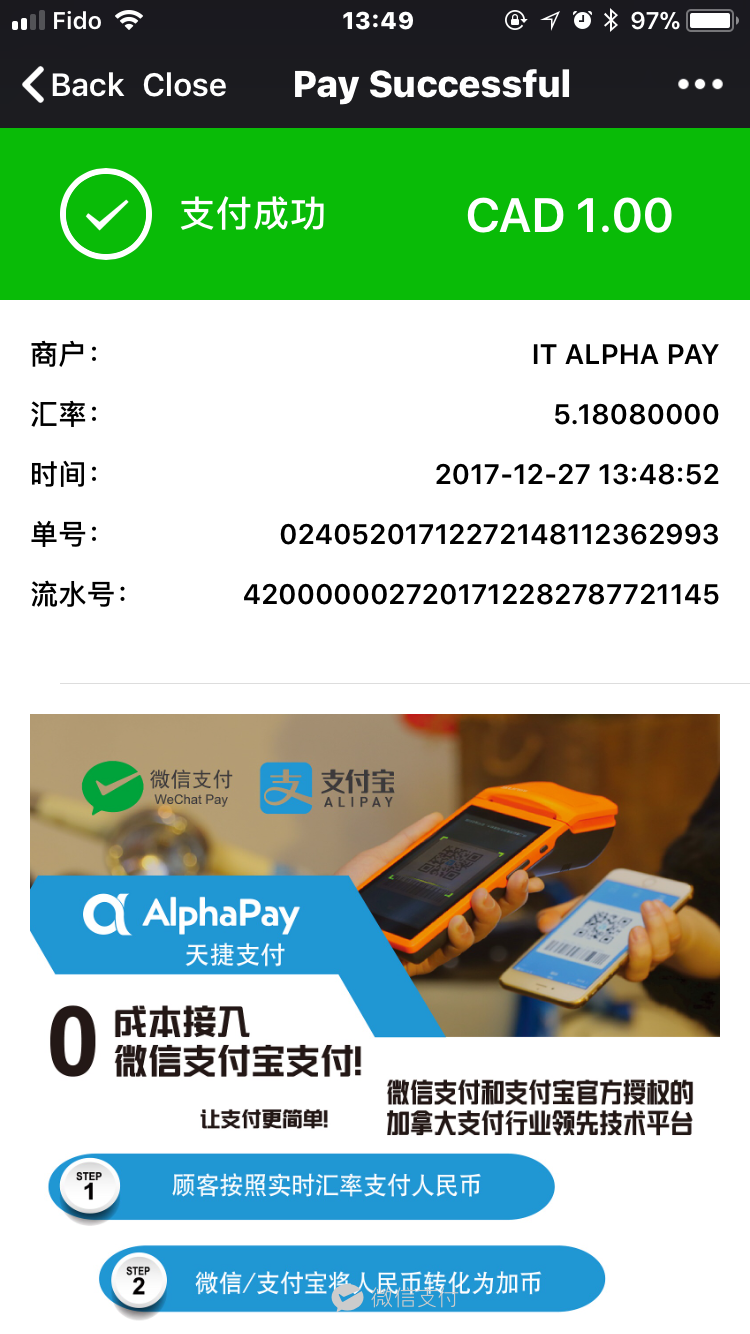 Fido 13:49 97%
Back Close Pay Successful
支付成功 CAD 1.00
商户: IT ALPHA PAY
汇率: 5.18080000
时间: 2017-12-27 13:48:52
单号: 02405201712272148112362993
流水号: 4200000027201712282787721145
微信支付
WeChat Pay
支付宝
ALIPAY
AlphaPay
天捷支付
0 成本接入
微信支付宝支付!
让支付更简单!
微信支付和支付宝官方授权的
加拿大支付行业领先技术平台
STEP
1
顾客按照实时汇率支付人民币
STEP
2
微信/支付宝将人民币转化为加币
微信支付